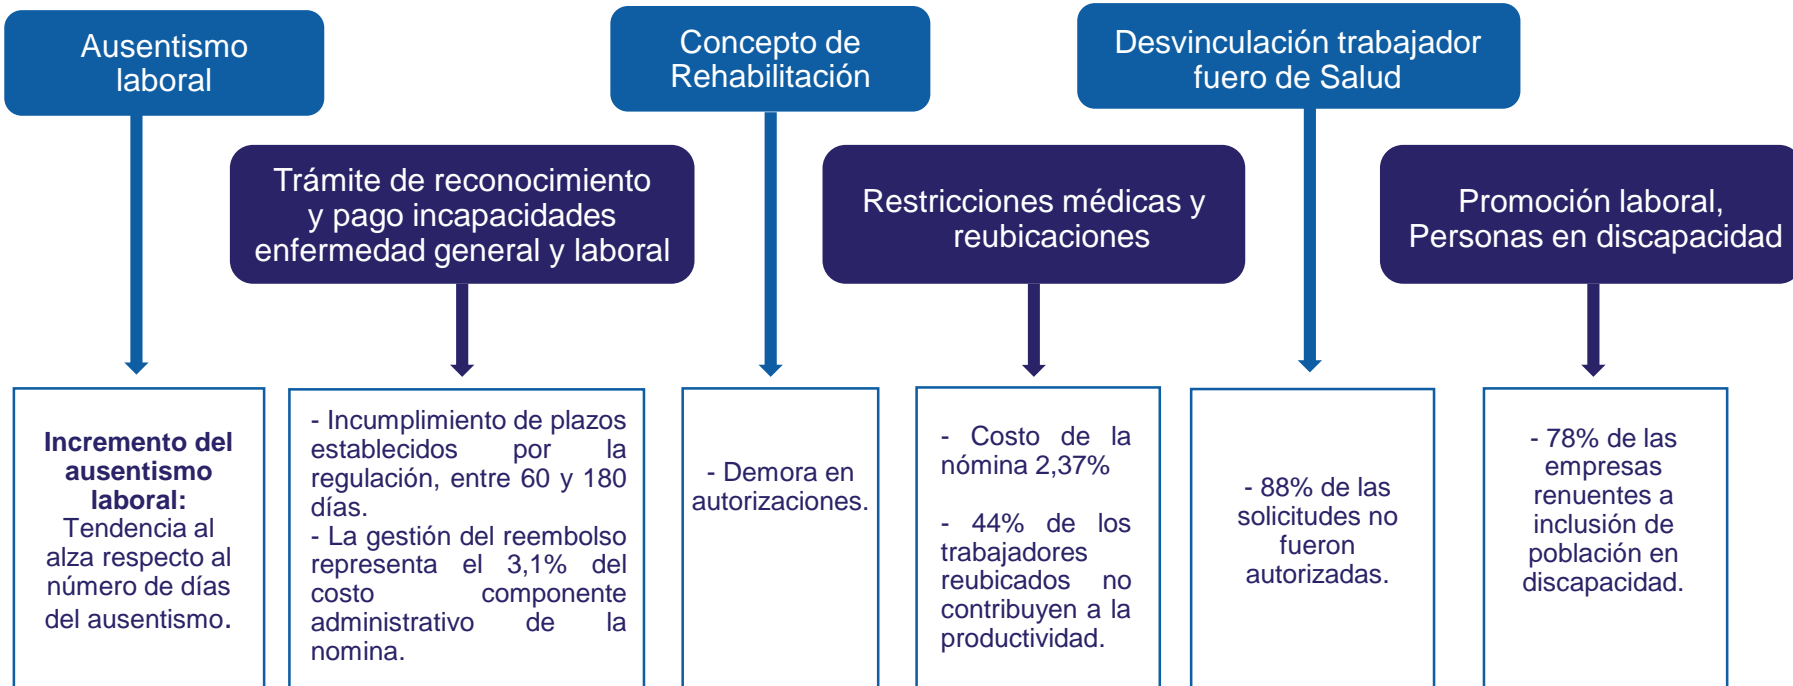 Ausentismo
laboral
Concepto de
Rehabilitación
Desvinculación trabajador
fuero de Salud
Trámite de reconocimiento
y pago incapacidades
enfermedad general y laboral
Restricciones médicas y
reubicaciones
Promoción laboral,
Personas en discapacidad
Incremento del
ausentismo
laboral:
Tendencia al
alza respecto al
número de días
del ausentismo.
- Incumplimiento de plazos
establecidos por la
regulación, entre 60 y 180
días.
- La gestión del reembolso
representa el 3,1% del
costo componente
administrativo de la
nomina.
- Demora en
autorizaciones.
- Costo de la
nómina 2,37%
- 44% de los
trabajadores
reubicados no
contribuyen a la
productividad.
- 88% de las
solicitudes no
fueron
autorizadas.
- 78% de las
empresas
renuentes a
inclusión de
población en
discapacidad.